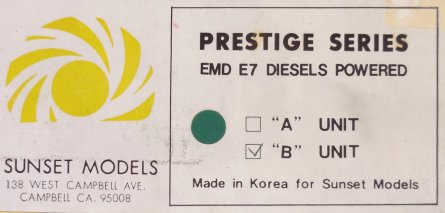 SUNSET MODELS
138 WEST CAMPBELL AVE.
CAMPBELL CA. 95008
PRESTIGE SERIES
EMD E7 DIESELS POWERED
"A" UNIT
"B" UNIT
Made in Korea for Sunset Models